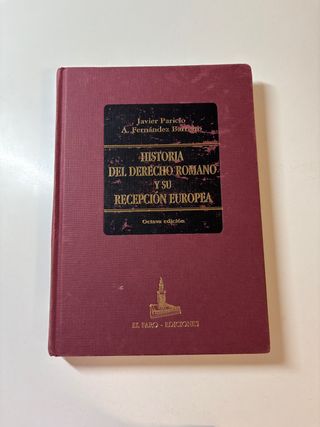 Javier Paricio
A. Fernández Barreiro
HISTORIA
DEL DERECHO ROMANO
Y SU
RECEPCIÓN EUROPEA
Octava edición
EL FARO - EDICIONES